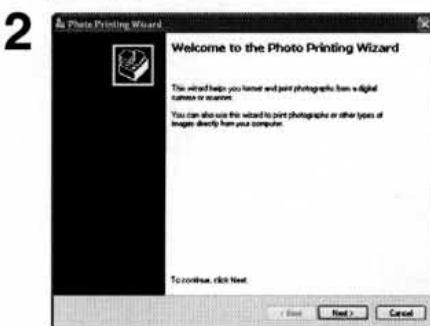 2
Photo Printing Wizard
Welcome to the Photo Printing Wizard
This wizard helps you format and print photographs from a digital
camera or scanner.
You can also use this wizard to print photographs or other types of
images directly from your computer.
To continue, click Next.
< Back Next > Cancel